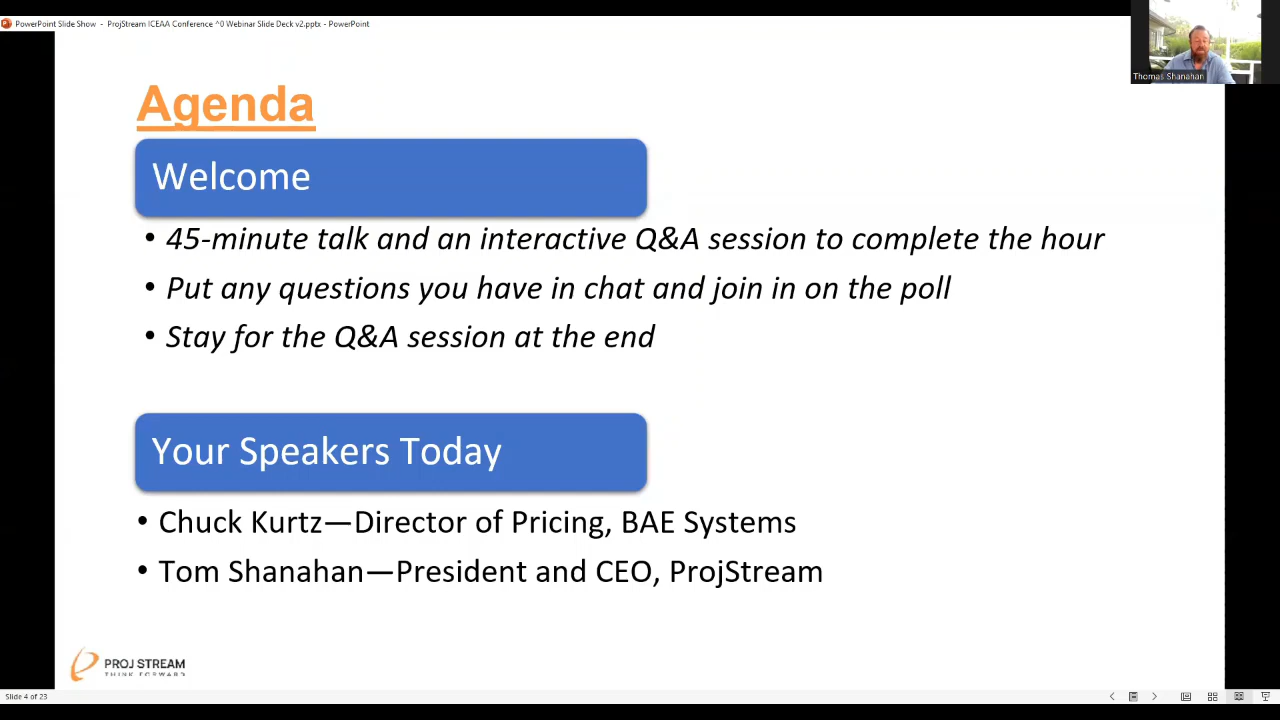 PowerPoint Slide Show - ProjStream ICEAA Conference ^0 Webinar Slide Deck v2.pptx - PowerPoint
Thomas Shanahan
Agenda
Welcome
• 45-minute talk and an interactive Q&A session to complete the hour
• Put any questions you have in chat and join in on the poll
• Stay for the Q&A session at the end
Your Speakers Today
• Chuck Kurtz—Director of Pricing, BAE Systems
• Tom Shanahan—President and CEO, ProjStream
PROJ STREAM
THINK FORWARD
Slide 4 of 23